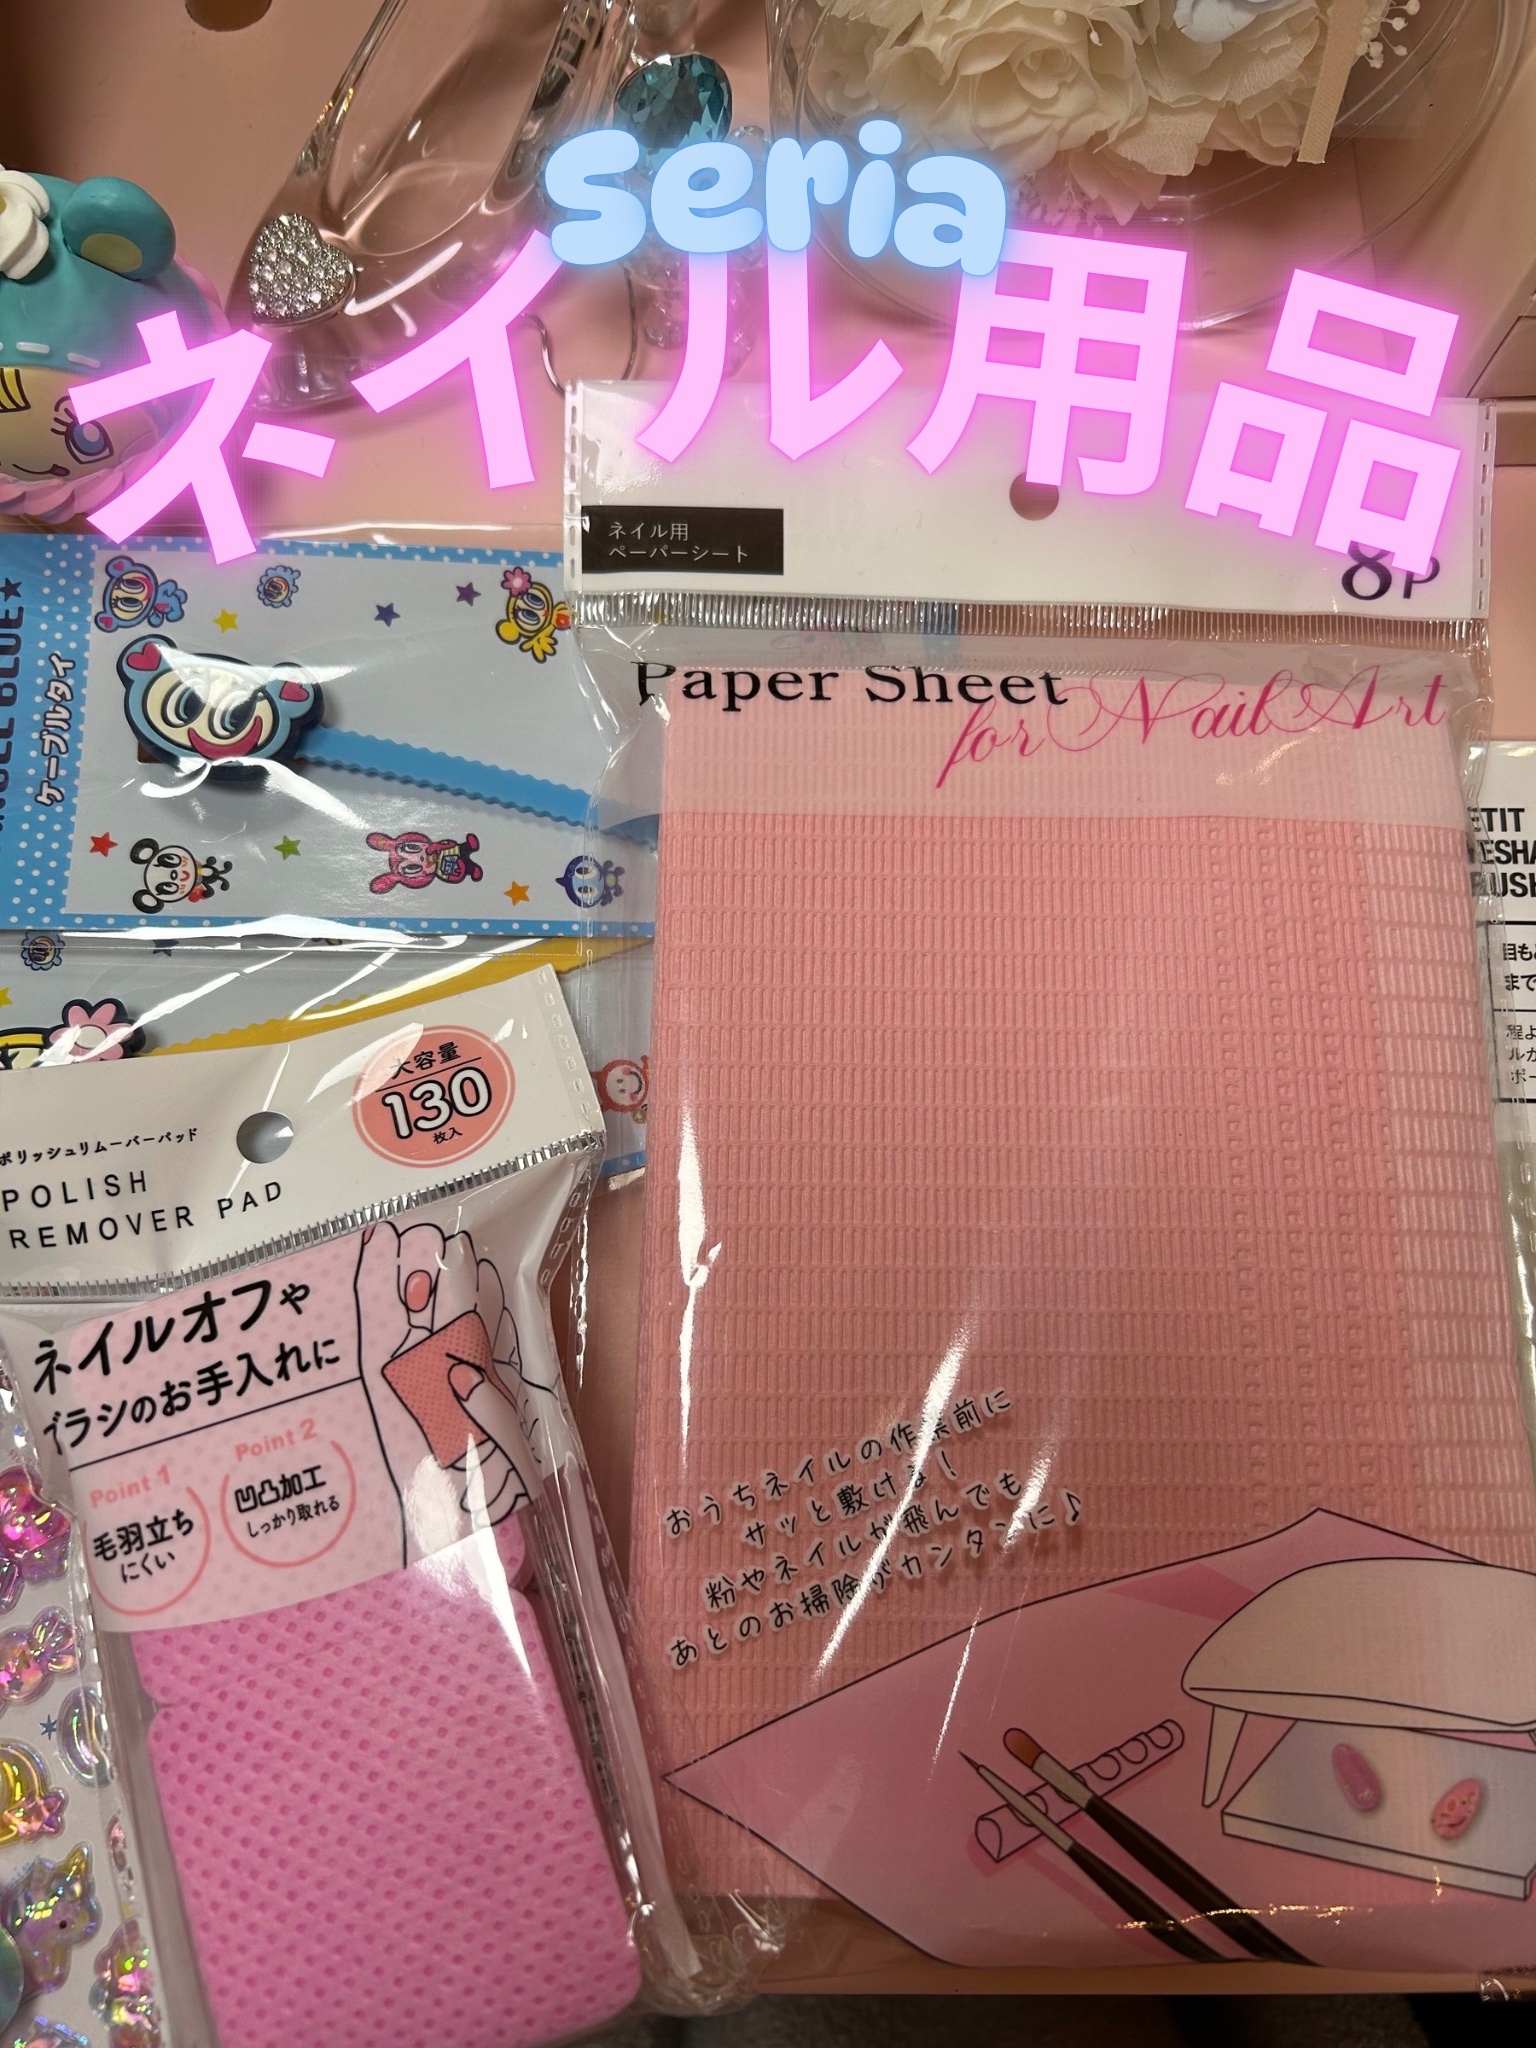 seria
ネイル用品
ネイル用
ペーパーシート
8P
Paper Sheet
for Nail Art
ケーブルタイ
大容量
130
枚入
ポリッシュリムーバーパッド
POLISH
REMOVER PAD
ネイルオフや
ブラシのお手入れに
Point 1
毛羽立ち
にくい
Point 2
凹凸加工
しっかり取れる
おうちネイルの作業前に
サッと敷けば！
粉やネイルが飛んでも
あとのお掃除がカンタンに♪
目も
まで